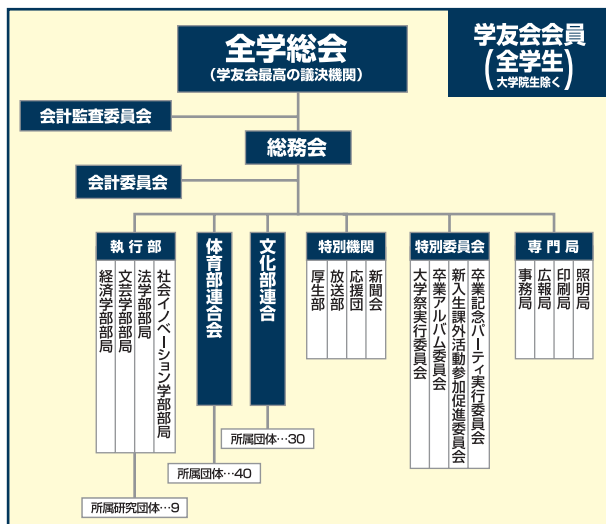 全学総会
(学友会最高の議決機関)
学友会会員
(全学生)
大学院生除く
会計監査委員会
総務会
会計委員会
執行部
経済学部部局
文芸学部部局
法学部部局
社会イノベーション学部部局
所属研究団体…9
体育部連合会
所属団体…40
文化部連合
所属団体…30
特別機関
厚生部
放送部
応援団
新聞会
特別委員会
大学祭実行委員会
卒業アルバム委員会
新入生課外活動参加促進委員会
卒業記念パーティ実行委員会
専門局
事務局
広報局
印刷局
照明局